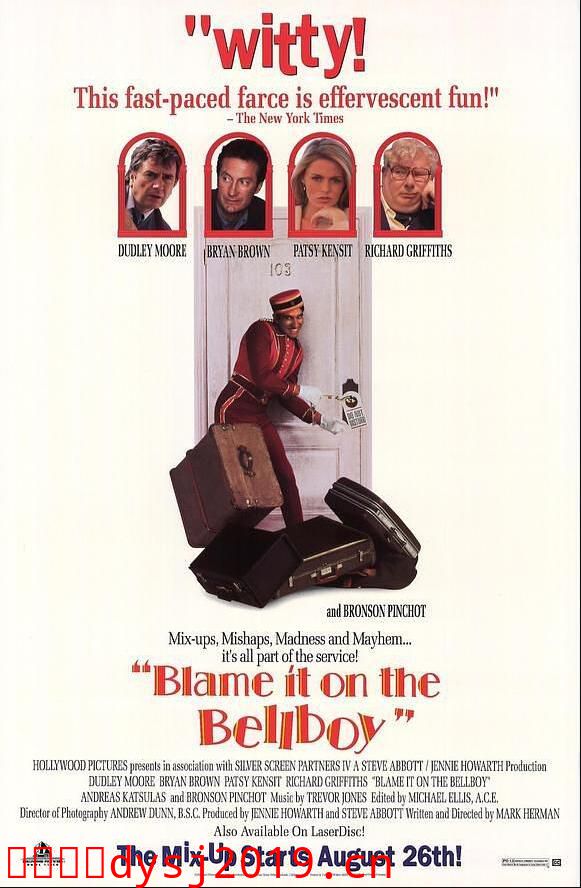 "witty!
This fast-paced farce is effervescent fun!"
– The New York Times
DUDLEY MOORE BRYAN BROWN PATSY KENSIT RICHARD GRIFFITHS
103
DO NOT DISTURB
and BRONSON PINCHOT
Mix-ups, Mishaps, Madness and Mayhem...
it's all part of the service!
"Blame it on the
Bellboy"
HOLLYWOOD PICTURES presents in association with SILVER SCREEN PARTNERS IV A STEVE ABBOTT / JENNIE HOWARTH Production
DUDLEY MOORE BRYAN BROWN PATSY KENSIT RICHARD GRIFFITHS "BLAME IT ON THE BELLBOY"
ANDREAS KATSULAS and BRONSON PINCHOT Music by TREVOR JONES Edited by MICHAEL ELLIS, A.C.E.
Director of Photography ANDREW DUNN, B.S.C. Produced by JENNIE HOWARTH and STEVE ABBOTT Written and Directed by MARK HERMAN
Also Available On LaserDisc!
The Mix-Up Starts August 26th!
dysj2019.cn
PG-13